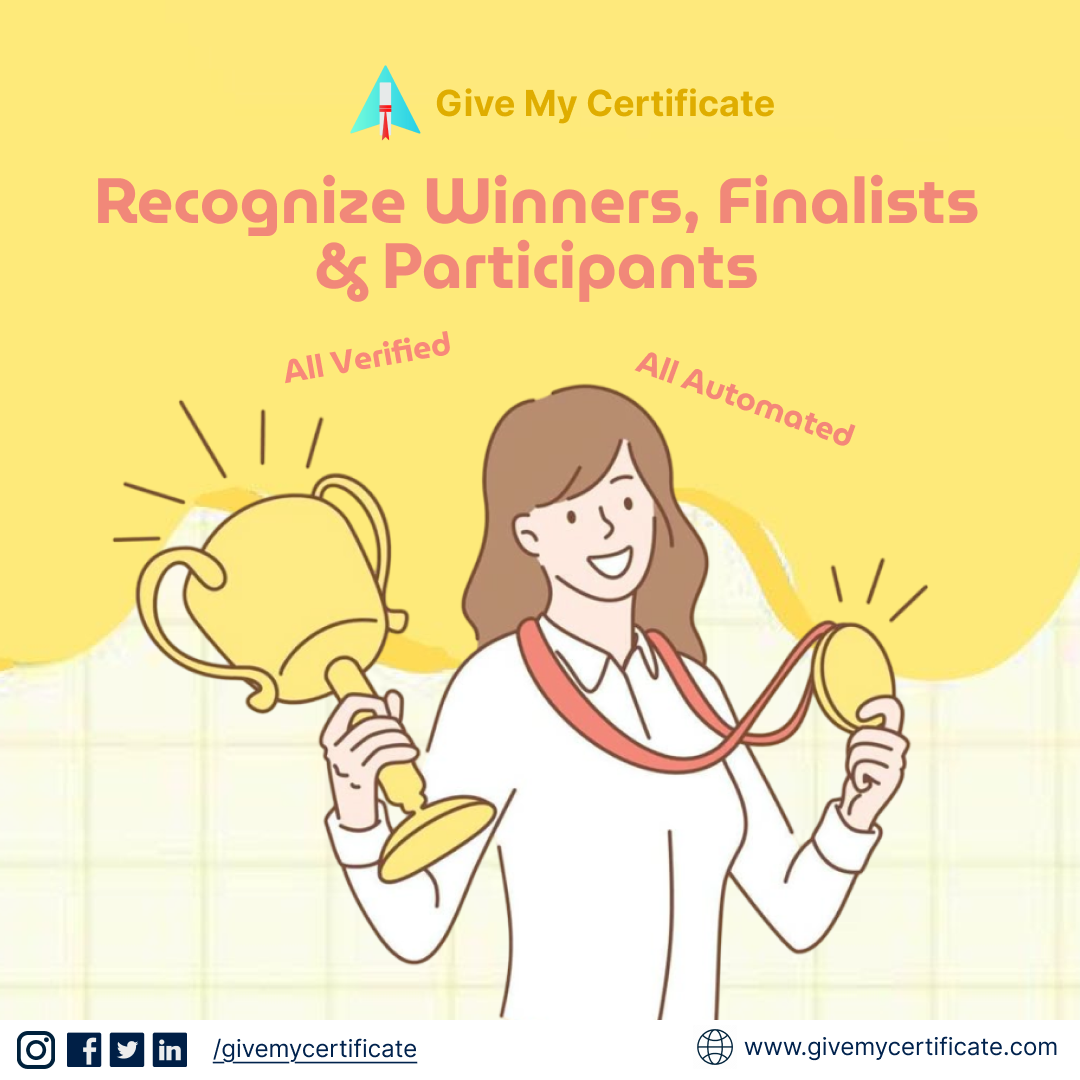 Give My Certificate
Recognize Winners, Finalists
& Participants
All Verified
All Automated
/givemycertificate
www.givemycertificate.com